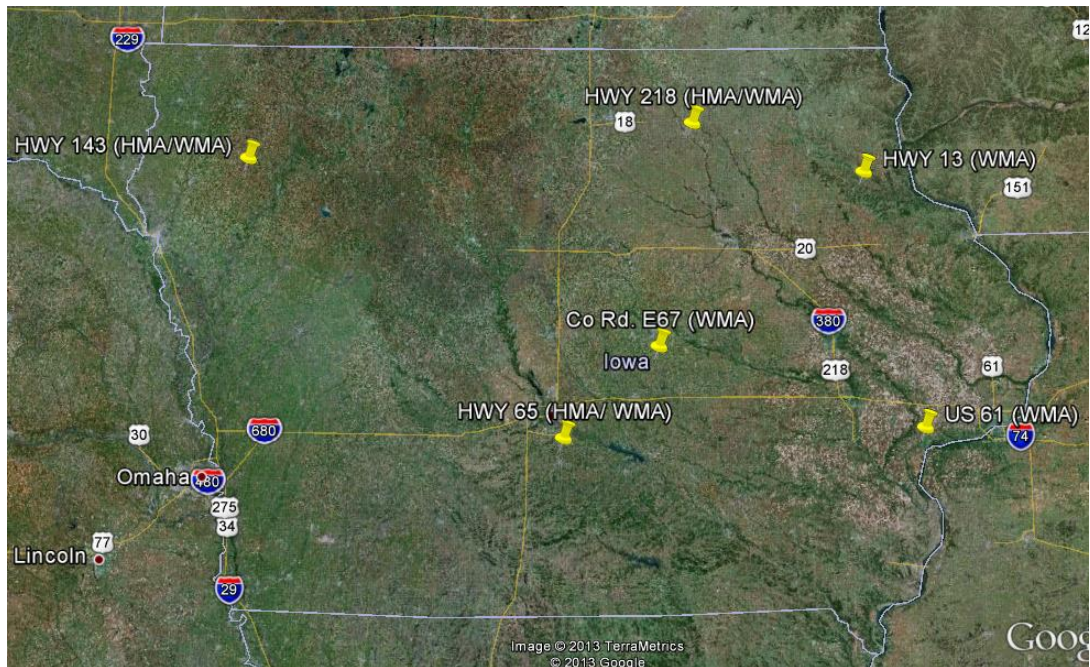 229
12
HWY 218 (HMA/WMA)
18
HWY 143 (HMA/WMA)
HWY 13 (WMA)
151
20
Co Rd. E67 (WMA)
380
Iowa
218
61
HWY 65 (HMA/ WMA)
US 61 (WMA)
30
680
74
Omaha
480
275
34
77
Lincoln
29
Image © 2013 TerraMetrics
© 2013 Google
Goog